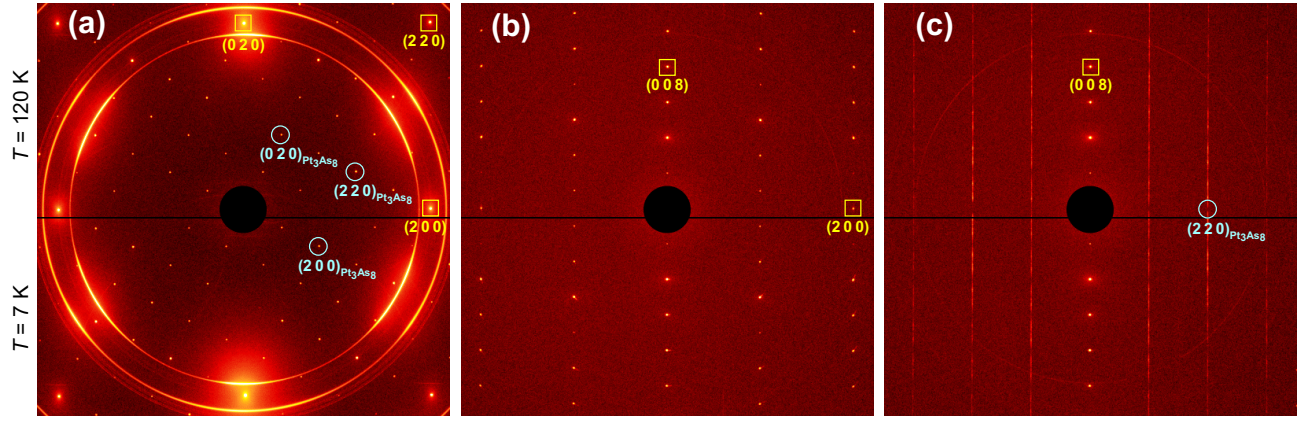 T = 120 K
T = 7 K
(a)
(0 2 0)
(2 2 0)
(0 2 0)Pt3As8
(2 2 0)Pt3As8
(2 0 0)
(2 0 0)Pt3As8
(b)
(0 0 8)
(2 0 0)
(c)
(0 0 8)
(2 2 0)Pt3As8